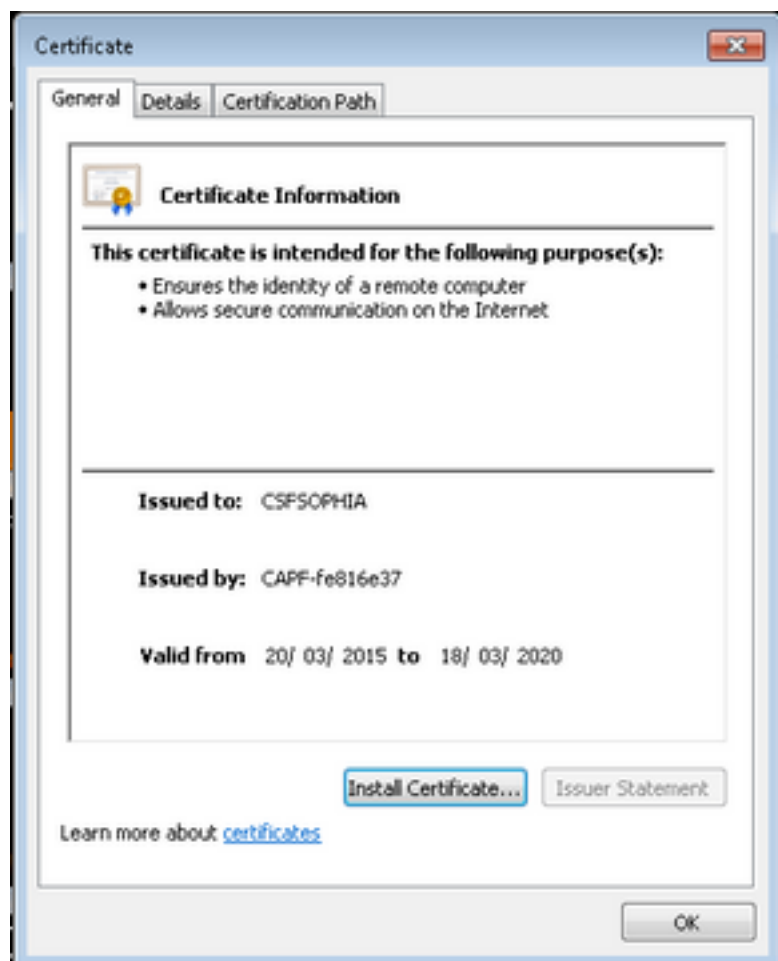 Certificate
General Details Certification Path
Certificate Information
This certificate is intended for the following purpose(s):
• Ensures the identity of a remote computer
• Allows secure communication on the Internet
Issued to: CSFSOPHIA
Issued by: CAPF-fe816e37
Valid from 20/ 03/ 2015 to 18/ 03/ 2020
Install Certificate... Issuer Statement
Learn more about certificates
OK